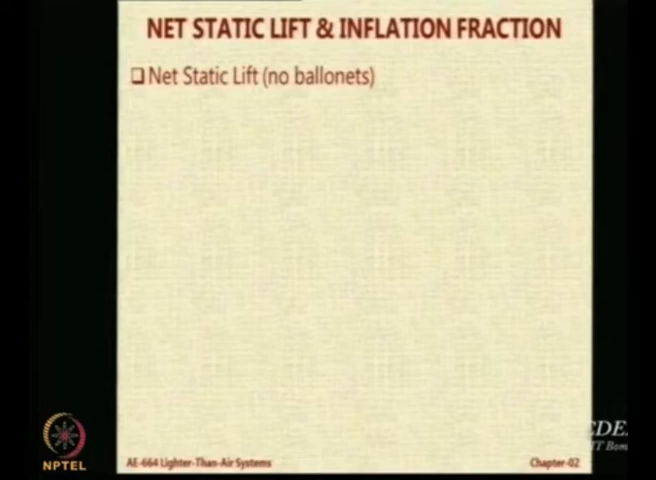 NET STATIC LIFT & INFLATION FRACTION
❑ Net Static Lift (no ballonets)
NPTEL
AE-664 Lighter-Than-Air Systems
Chapter-02